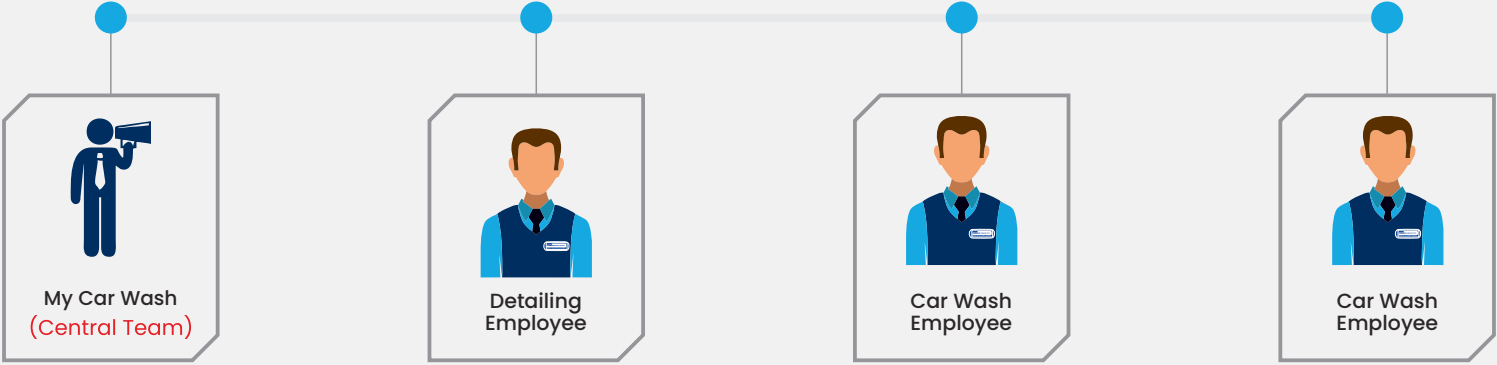 My Car Wash
(Central Team)
Detailing
Employee
Car Wash
Employee
Car Wash
Employee